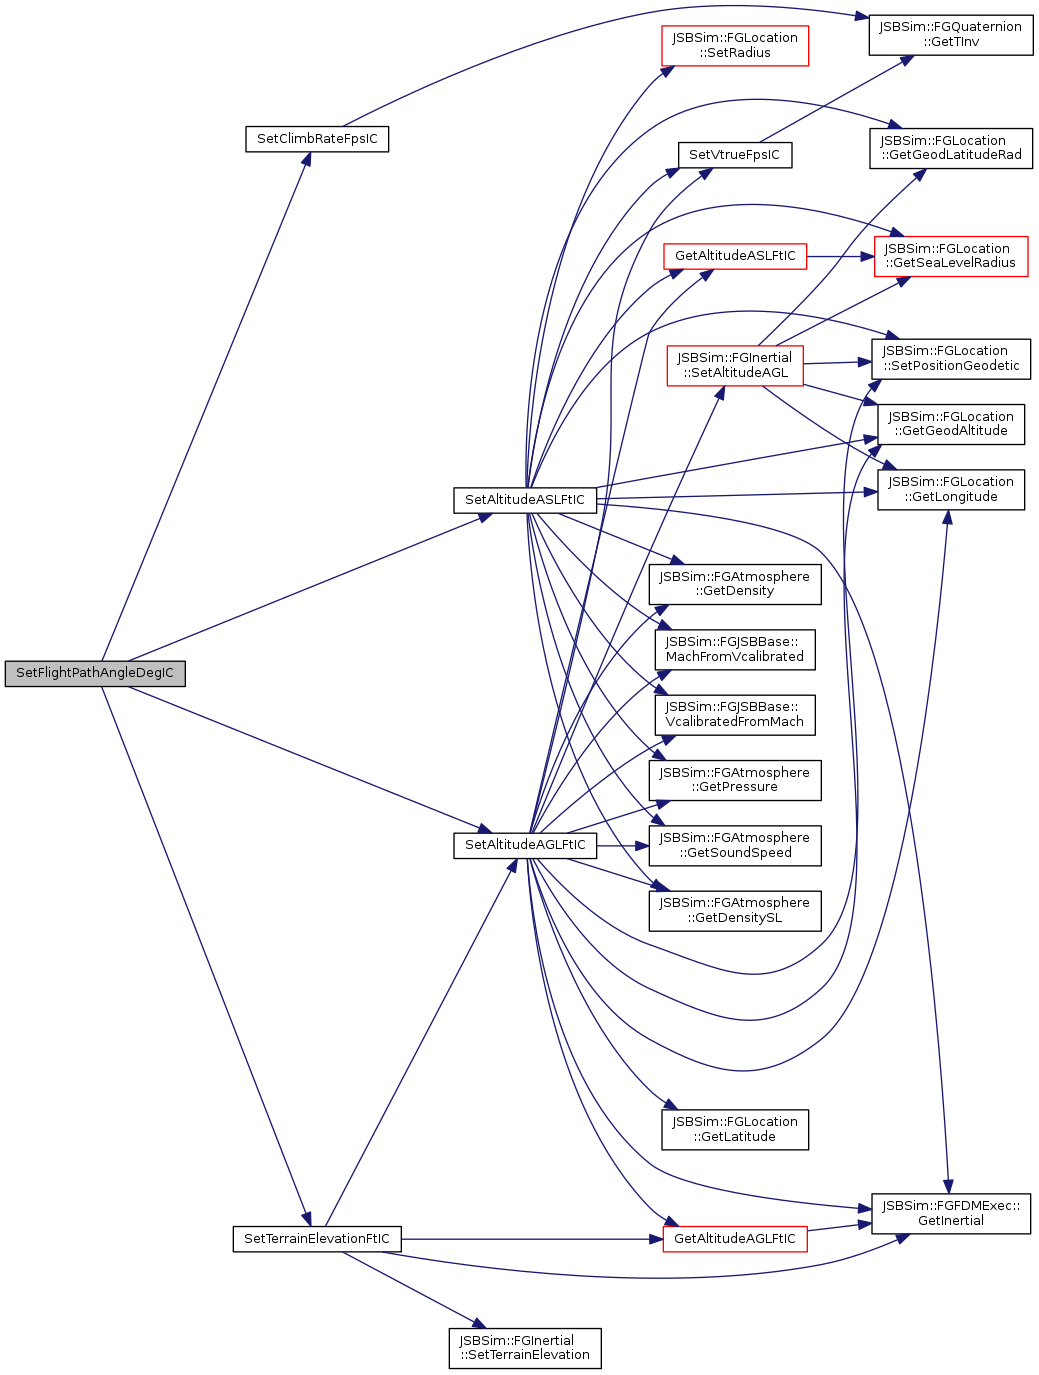 JSBSim::FGQuaternion
::GetTInv
JSBSim::FGLocation
::SetRadius
SetClimbRateFpsIC
JSBSim::FGLocation
::GetGeodLatitudeRad
SetVtrueFpsIC
GetAltitudeASLFtIC
JSBSim::FGLocation
::GetSeaLevelRadius
JSBSim::FGInertial
::SetAltitudeAGL
JSBSim::FGLocation
::SetPositionGeodetic
JSBSim::FGLocation
::GetGeodAltitude
JSBSim::FGLocation
::GetLongitude
SetAltitudeASLFtIC
JSBSim::FGAtmosphere
::GetDensity
JSBSim::FGJSBBase::
MachFromVcalibrated
SetFlightPathAngleDegIC
JSBSim::FGJSBBase::
VcalibratedFromMach
JSBSim::FGAtmosphere
::GetPressure
SetAltitudeAGLFtIC
JSBSim::FGAtmosphere
::GetSoundSpeed
JSBSim::FGAtmosphere
::GetDensitySL
JSBSim::FGLocation
::GetLatitude
JSBSim::FGFDMExec::
GetInertial
SetTerrainElevationFtIC
GetAltitudeAGLFtIC
JSBSim::FGInertial
::SetTerrainElevation